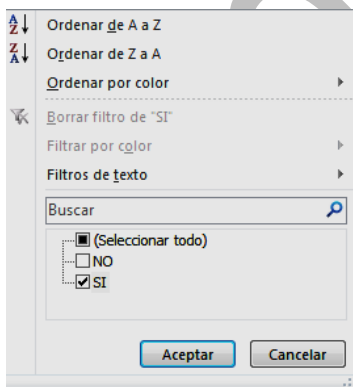 Ordenar de A a Z
Ordenar de Z a A
Ordenar por color
Borrar filtro de "SI"
Filtrar por color
Filtros de texto
Buscar
(Seleccionar todo)
NO
SI
Aceptar
Cancelar